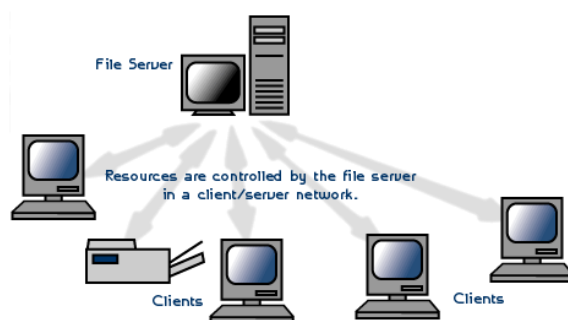 File Server
Resources are controlled by the file server
in a client/server network.
Clients
Clients